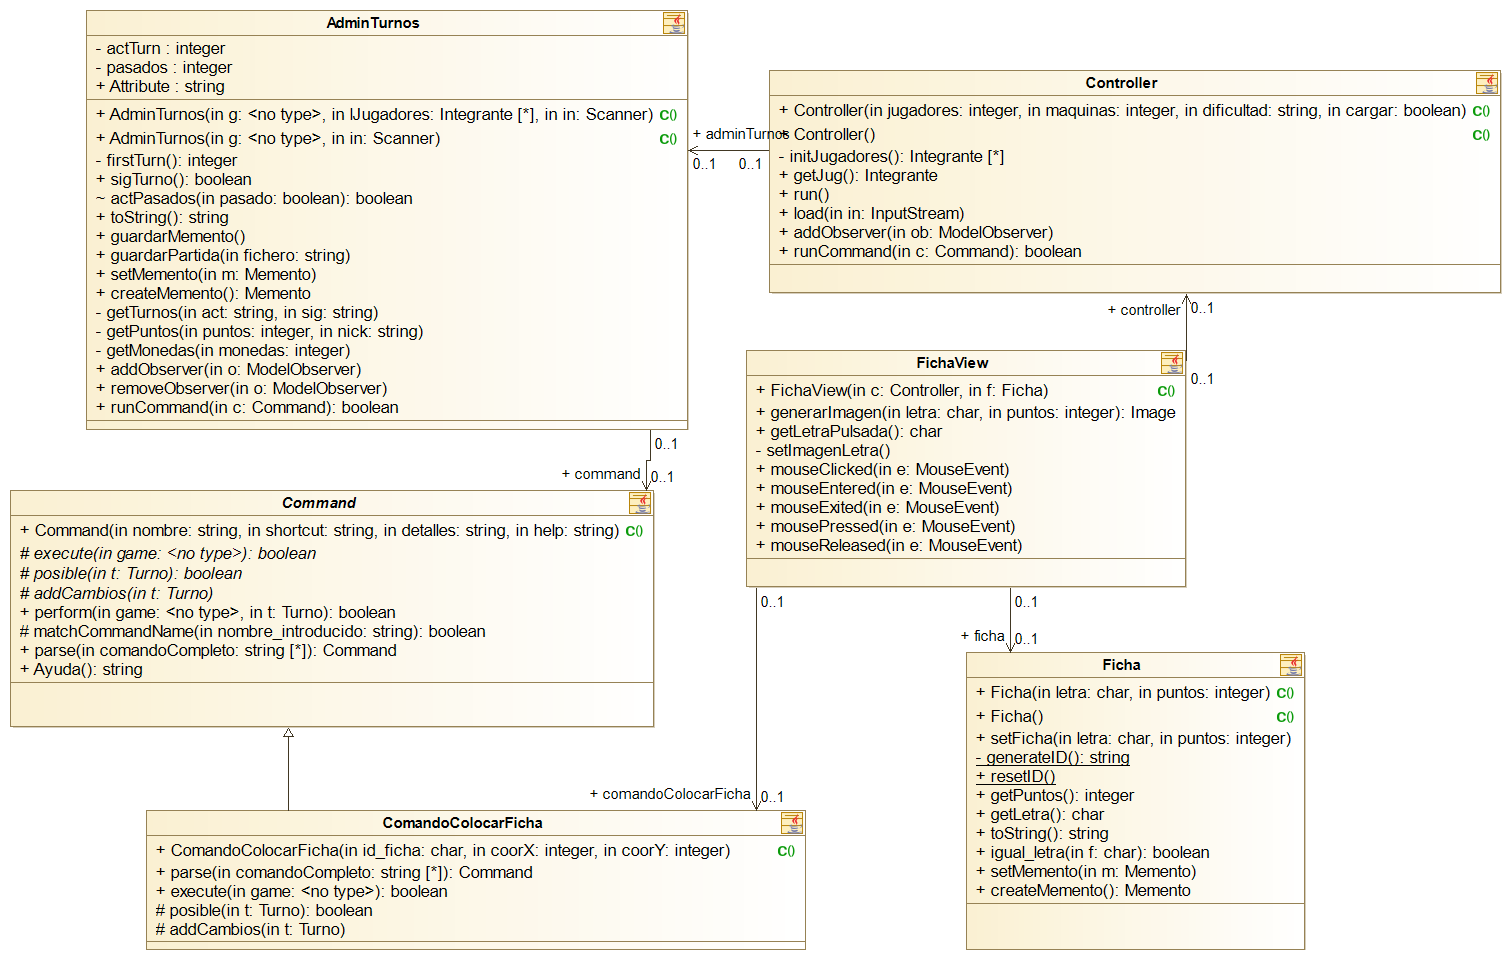 AdminTurnos
- actTurn : integer
- pasados : integer
+ Attribute : string
+ AdminTurnos(in g: <no type>, in lJugadores: Integrante [*], in in: Scanner) C()
+ AdminTurnos(in g: <no type>, in in: Scanner) C()
- firstTurn(): integer
+ sigTurno(): boolean
~ actPasados(in pasado: boolean): boolean
+ toString(): string
+ guardarMemento()
+ guardarPartida(in fichero: string)
+ setMemento(in m: Memento)
+ createMemento(): Memento
- getTurnos(in act: string, in sig: string)
- getPuntos(in puntos: integer, in nick: string)
- getMonedas(in monedas: integer)
+ addObserver(in o: ModelObserver)
+ removeObserver(in o: ModelObserver)
+ runCommand(in c: Command): boolean
+ adminTurnos
0..1
0..1
Controller
+ Controller(in jugadores: integer, in maquinas: integer, in dificultad: string, in cargar: boolean) C()
+ Controller() C()
- initJugadores(): Integrante [*]
+ getJug(): Integrante
+ run()
+ load(in in: InputStream)
+ addObserver(in ob: ModelObserver)
+ runCommand(in c: Command): boolean
+ controller
0..1
0..1
FichaView
+ FichaView(in c: Controller, in f: Ficha) C()
+ generarImagen(in letra: char, in puntos: integer): Image
+ getLetraPulsada(): char
- setImagenLetra()
+ mouseClicked(in e: MouseEvent)
+ mouseEntered(in e: MouseEvent)
+ mouseExited(in e: MouseEvent)
+ mousePressed(in e: MouseEvent)
+ mouseReleased(in e: MouseEvent)
0..1
+ command
0..1
Command
+ Command(in nombre: string, in shortcut: string, in detalles: string, in help: string) C()
# execute(in game: <no type>): boolean
# posible(in t: Turno): boolean
# addCambios(in t: Turno)
+ perform(in game: <no type>, in t: Turno): boolean
# matchCommandName(in nombre_introducido: string): boolean
+ parse(in comandoCompleto: string [*]): Command
+ Ayuda(): string
0..1
0..1
+ ficha
0..1
Ficha
+ Ficha(in letra: char, in puntos: integer) C()
+ Ficha() C()
+ setFicha(in letra: char, in puntos: integer)
- generateID(): string
+ resetID()
+ getPuntos(): integer
+ getLetra(): char
+ toString(): string
+ igual_letra(in f: char): boolean
+ setMemento(in m: Memento)
+ createMemento(): Memento
+ comandoColocarFicha
0..1
ComandoColocarFicha
+ ComandoColocarFicha(in id_ficha: char, in coorX: integer, in coorY: integer) C()
+ parse(in comandoCompleto: string [*]): Command
+ execute(in game: <no type>): boolean
# posible(in t: Turno): boolean
# addCambios(in t: Turno)